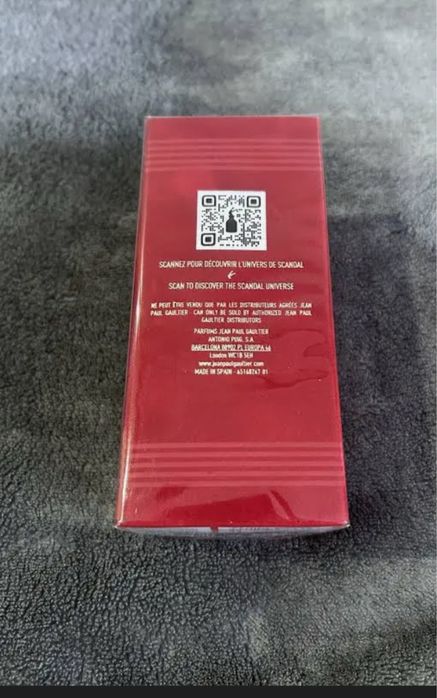 SCANNEZ POUR DÉCOUVRIR L'UNIVERS DE SCANDAL
&
SCAN TO DISCOVER THE SCANDAL UNIVERSE
NE PEUT ÊTRE VENDU QUE PAR LES DISTRIBUTEURS AGRÉÉS JEAN
PAUL GAULTIER · CAN ONLY BE SOLD BY AUTHORIZED JEAN PAUL
GAULTIER DISTRIBUTORS
PARFUMS JEAN PAUL GAULTIER
ANTONIO PUIG, S.A.
BARCELONA 08902 PL EUROPA 46
London WC1B 5EH
www.jeanpaulgaultier.com
MADE IN SPAIN -